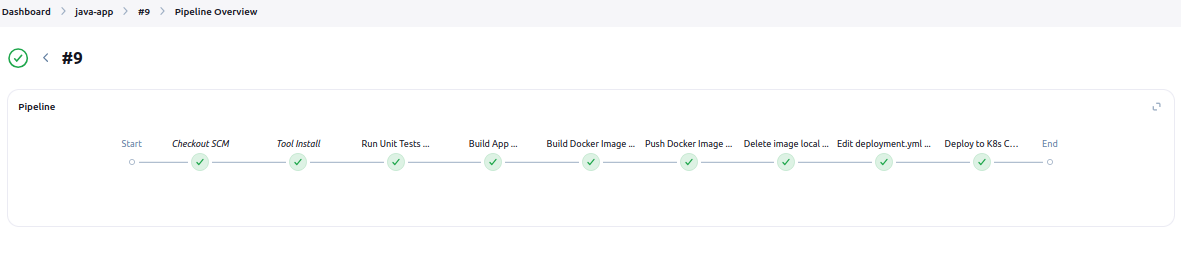 Dashboard > java-app > #9 > Pipeline Overview
#9
Pipeline
Start Checkout SCM Tool Install Run Unit Tests ... Build App ... Build Docker Image ... Push Docker Image ... Delete image local ... Edit deployment.yml ... Deploy to K8s C... End